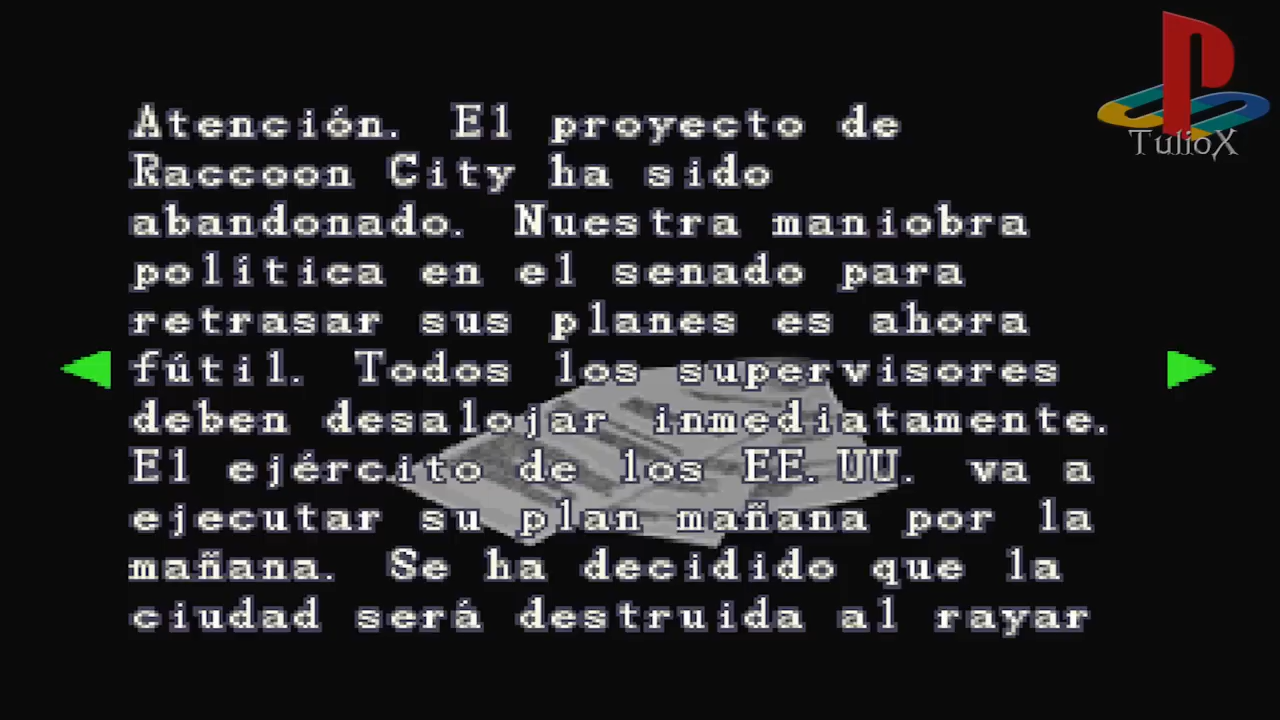 TulioX
Atención. El proyecto de
Raccoon City ha sido
abandonado. Nuestra maniobra
política en el senado para
retrasar sus planes es ahora
fútil. Todos los supervisores
deben desalojar inmediatamente.
El ejército de los EE.UU. va a
ejecutar su plan mañana por la
mañana. Se ha decidido que la
ciudad será destruida al rayar